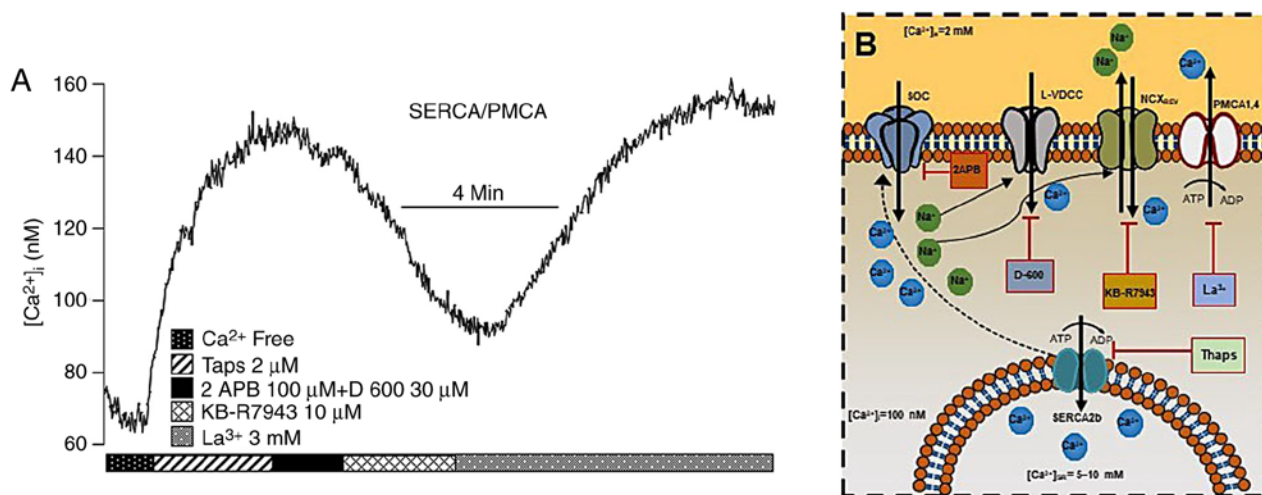 A
160
140
120
100
80
60
[Ca²⁺]ᵢ (nM)
SERCA/PMCA
4 Min
Ca²⁺ Free
Taps 2 μM
2 APB 100 μM+D 600 30 μM
KB-R7943 10 μM
La³⁺ 3 mM
B
[Ca²⁺]ₑ=2 mM
Na⁺
Na⁺
Ca²⁺
SOC
L-VDCC
NCX_REV
PMCA1,4
2APB
Ca²⁺
Na⁺
Ca²⁺
ATP
ADP
Ca²⁺
Na⁺
Ca²⁺
Ca²⁺
Na⁺
D-600
KB-R7943
La³⁺
ATP
ADP
Thaps
[Ca²⁺]ᵢ=100 nM
SERCA2b
Ca²⁺
Ca²⁺
Ca²⁺
[Ca²⁺]SR= 5–10 mM